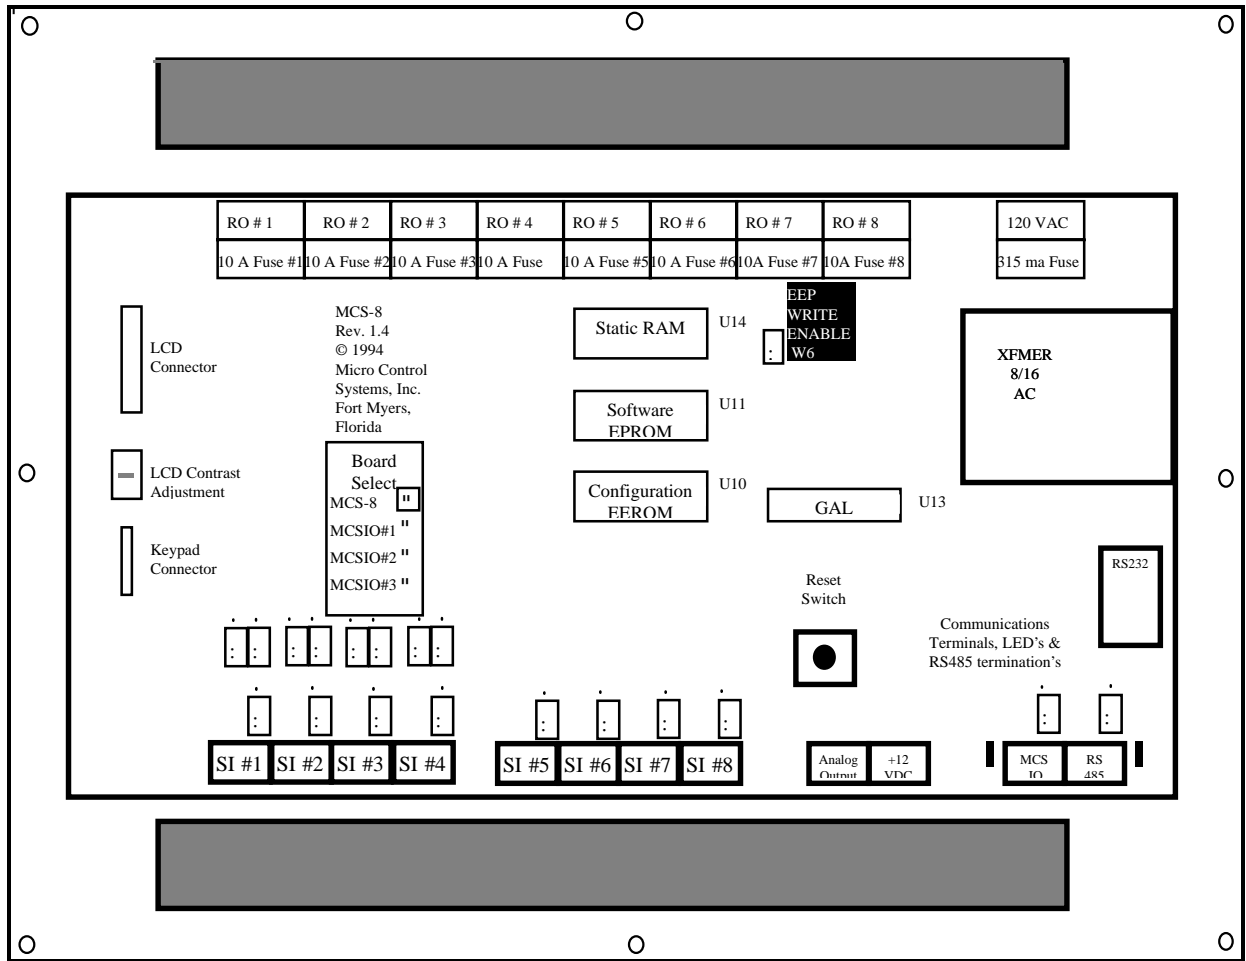 RO # 1 RO # 2 RO # 3 RO # 4 RO # 5 RO # 6 RO # 7 RO # 8 120 VAC
10 A Fuse #1 10 A Fuse #2 10 A Fuse #3 10 A Fuse 10 A Fuse #5 10 A Fuse #6 10A Fuse #7 10A Fuse #8 315 ma Fuse
EEP
WRITE
ENABLE
W6
:
MCS-8
Rev. 1.4
© 1994
Micro Control
Systems, Inc.
Fort Myers,
Florida
Static RAM
U14
LCD
Connector
XFMER
8/16
AC
Software
EPROM
U11
LCD Contrast
Adjustment
Board
Select
MCS-8 "
MCSIO#1 "
MCSIO#2 "
MCSIO#3 "
Configuration
EEROM
U10
GAL
U13
Keypad
Connector
Reset
Switch
RS232
Communications
Terminals, LED's &
RS485 termination's
: : : : : : : :
: : : : : : : : : :
SI #1 SI #2 SI #3 SI #4 SI #5 SI #6 SI #7 SI #8
Analog
Output
+12
VDC
MCS
IO
RS
485